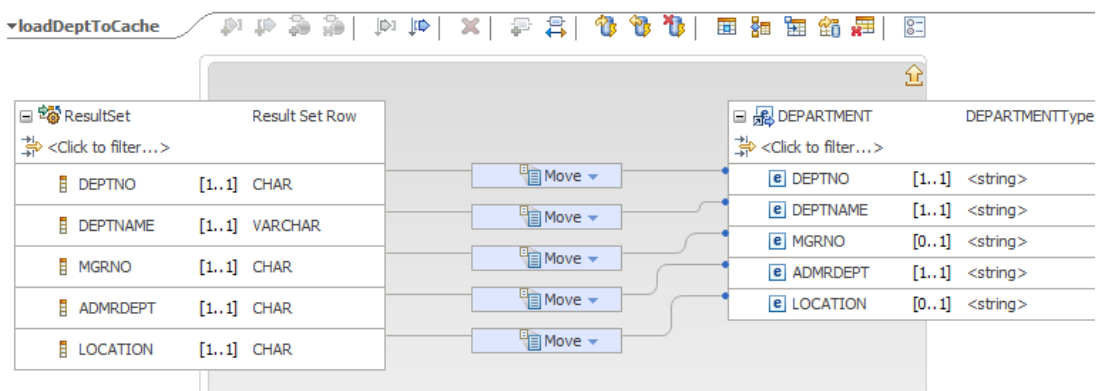 loadDeptToCache
ResultSet Result Set Row
<Click to filter...>
DEPTNO [1..1] CHAR
DEPTNAME [1..1] VARCHAR
MGRNO [1..1] CHAR
ADMRDEPT [1..1] CHAR
LOCATION [1..1] CHAR
Move
Move
Move
Move
Move
DEPARTMENT DEPARTMENTType
<Click to filter...>
DEPTNO [1..1] <string>
DEPTNAME [1..1] <string>
MGRNO [0..1] <string>
ADMRDEPT [1..1] <string>
LOCATION [0..1] <string>